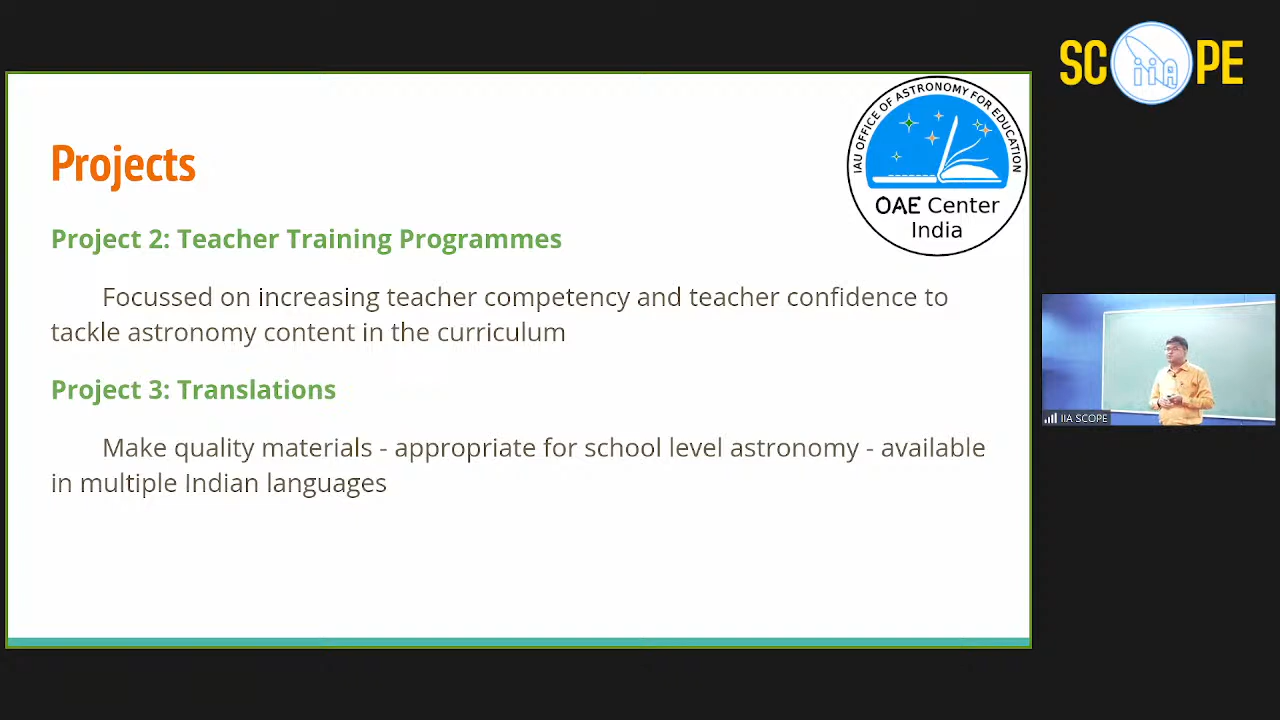 SC iiA PE
IAU OFFICE OF ASTRONOMY FOR EDUCATION
OAE Center
India
Projects
Project 2: Teacher Training Programmes
Focussed on increasing teacher competency and teacher confidence to
tackle astronomy content in the curriculum
Project 3: Translations
Make quality materials - appropriate for school level astronomy - available
in multiple Indian languages
IIA SCOPE